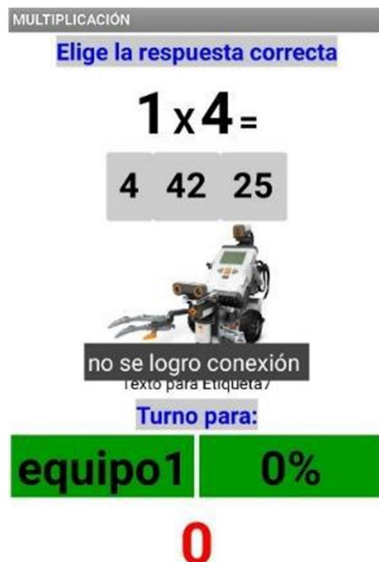 MULTIPLICACIÓN
Elige la respuesta correcta
1 x 4 =
4 42 25
no se logro conexión
Texto para Etiqueta7
Turno para:
equipo1 0%
0